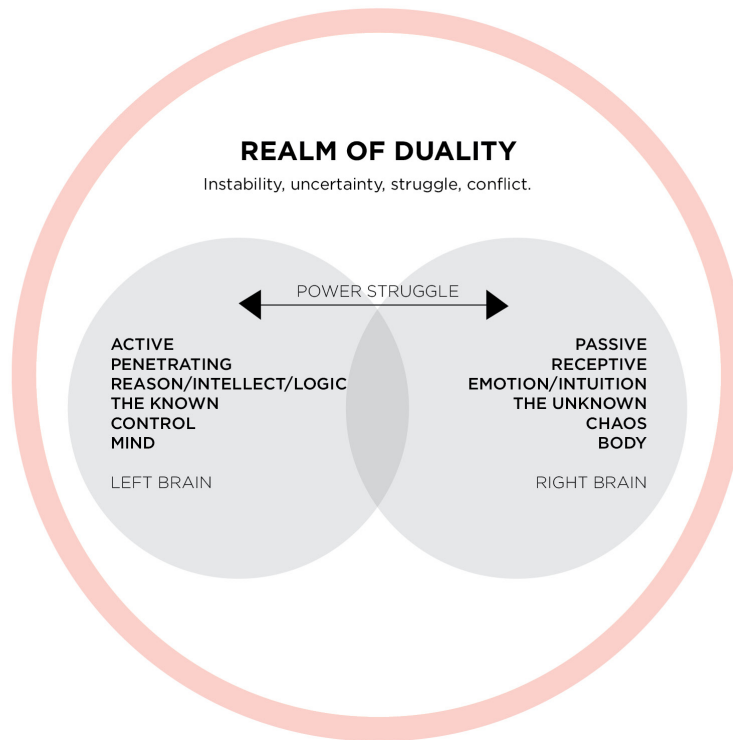 REALM OF DUALITY
Instability, uncertainty, struggle, conflict.
POWER STRUGGLE
ACTIVE
PENETRATING
REASON/INTELLECT/LOGIC
THE KNOWN
CONTROL
MIND
LEFT BRAIN
PASSIVE
RECEPTIVE
EMOTION/INTUITION
THE UNKNOWN
CHAOS
BODY
RIGHT BRAIN